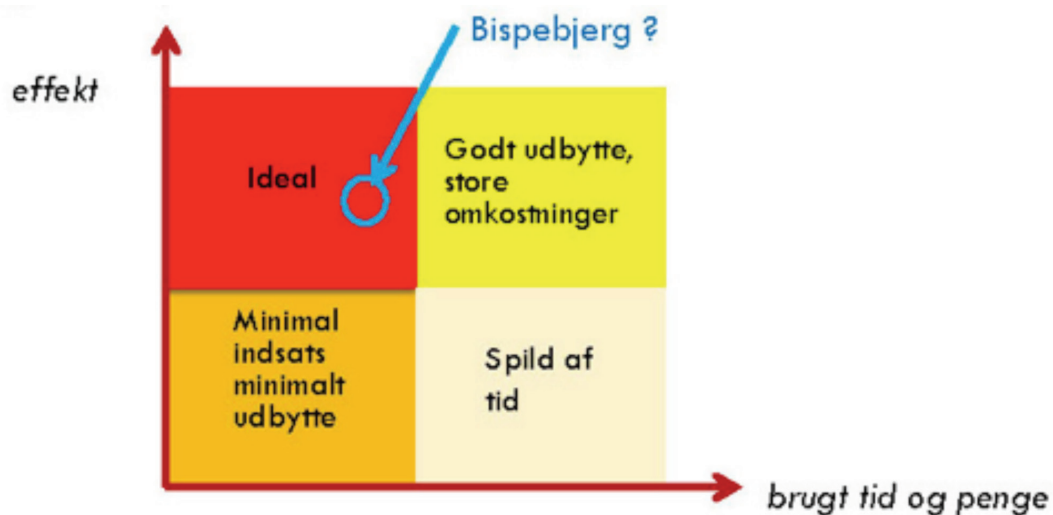 Bispebjerg ?
effekt
Ideal
Godt udbytte,
store
omkostninger
Minimal
indsats
minimalt
udbytte
Spild af
tid
brugt tid og penge